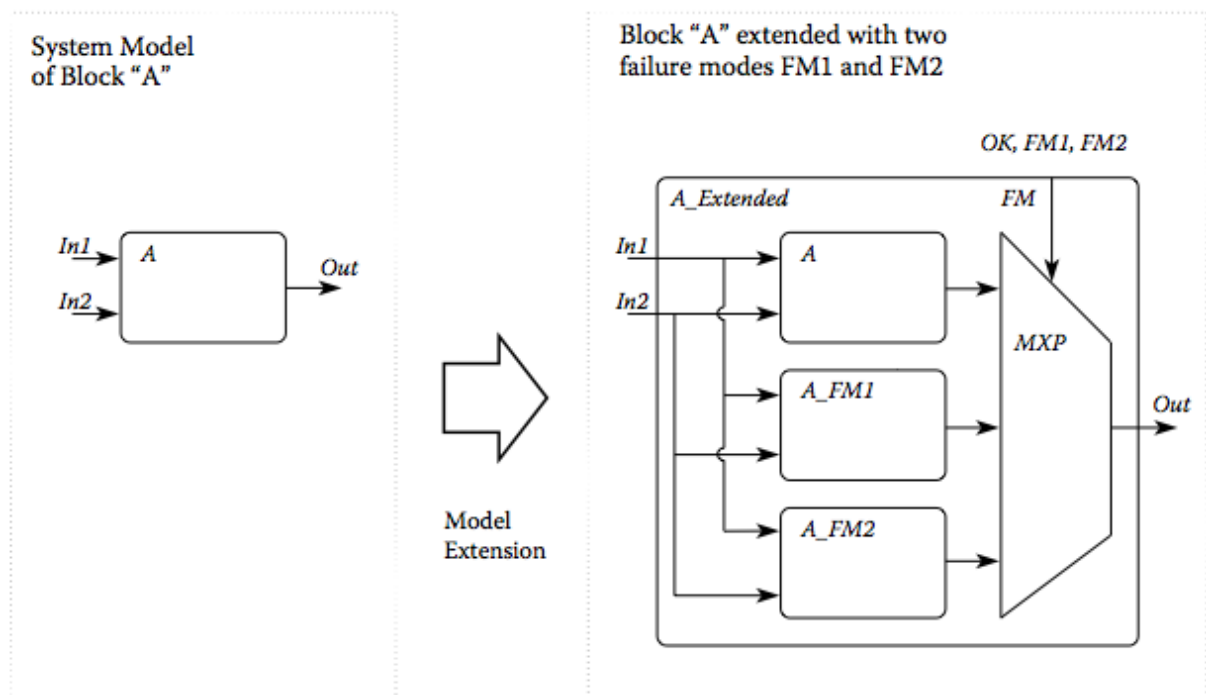 System Model
of Block “A”
In1
A
Out
In2
Model
Extension
Block “A” extended with two
failure modes FM1 and FM2
OK, FM1, FM2
A_Extended
FM
In1
A
In2
MXP
A_FM1
Out
A_FM2